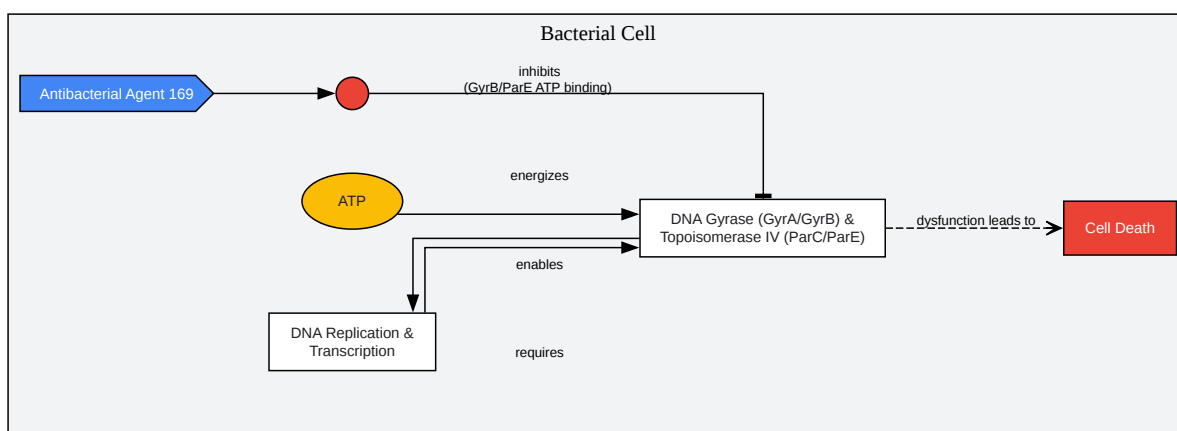 Bacterial Cell
Antibacterial Agent 169
inhibits
(GyrB/ParE ATP binding)
energizes
ATP
DNA Gyrase (GyrA/GyrB) &
Topoisomerase IV (ParC/ParE)
dysfunction leads to
Cell Death
enables
DNA Replication &
Transcription
requires